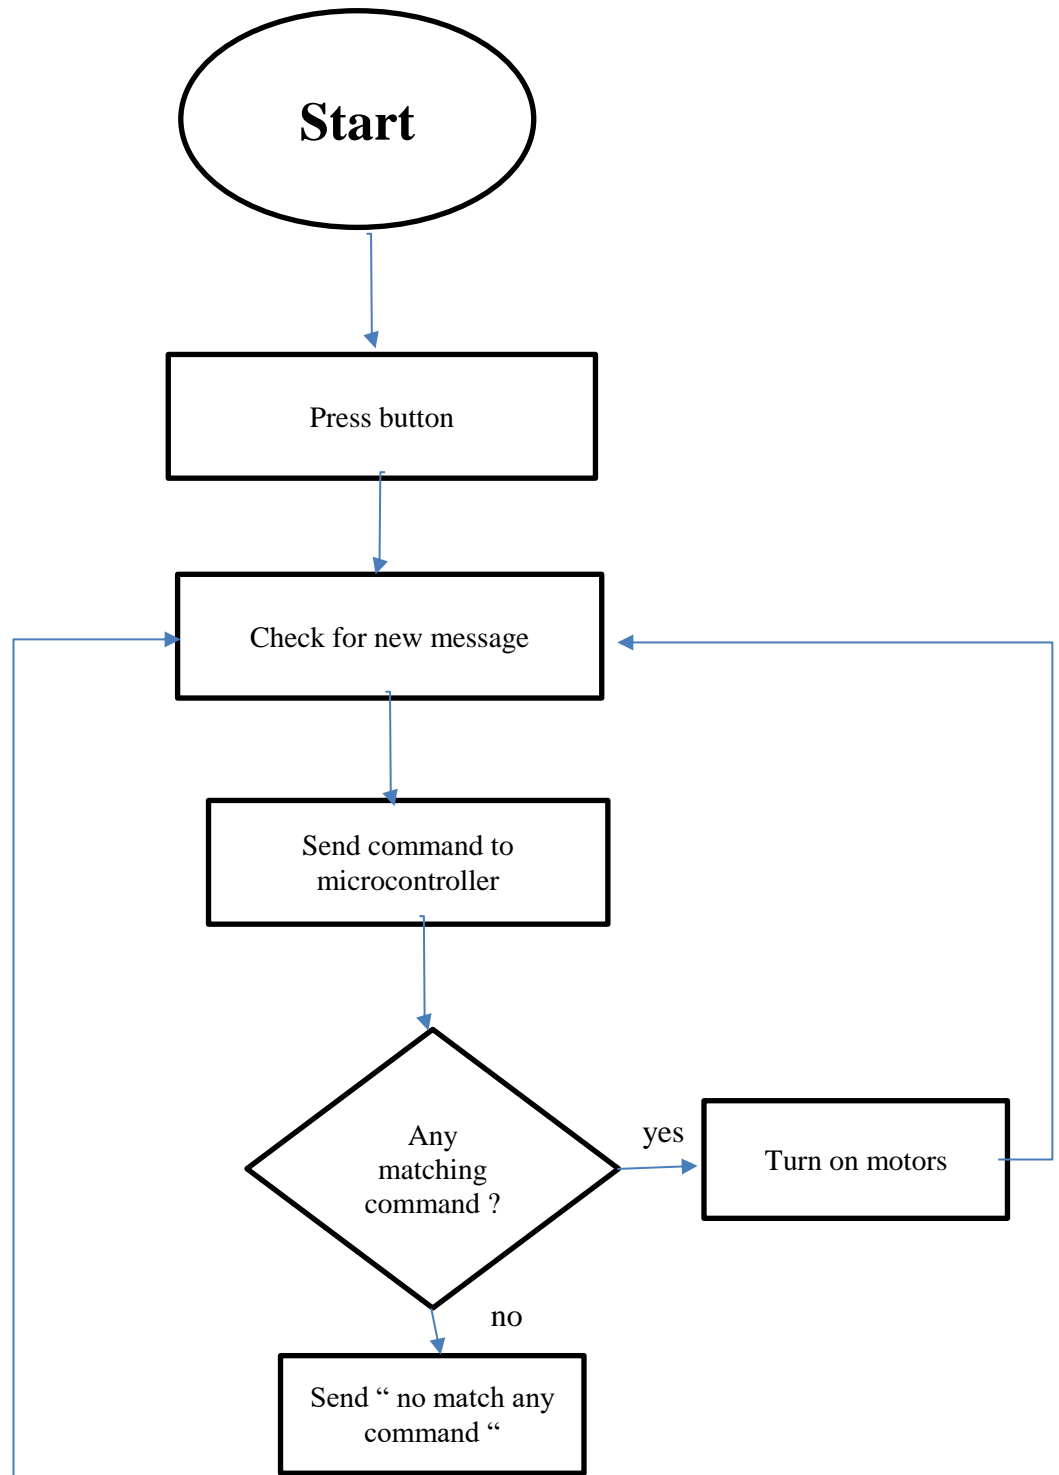 Start
Press button
Check for new message
Send command to
microcontroller
Any
matching
command ?
yes
Turn on motors
no
Send “ no match any
command “